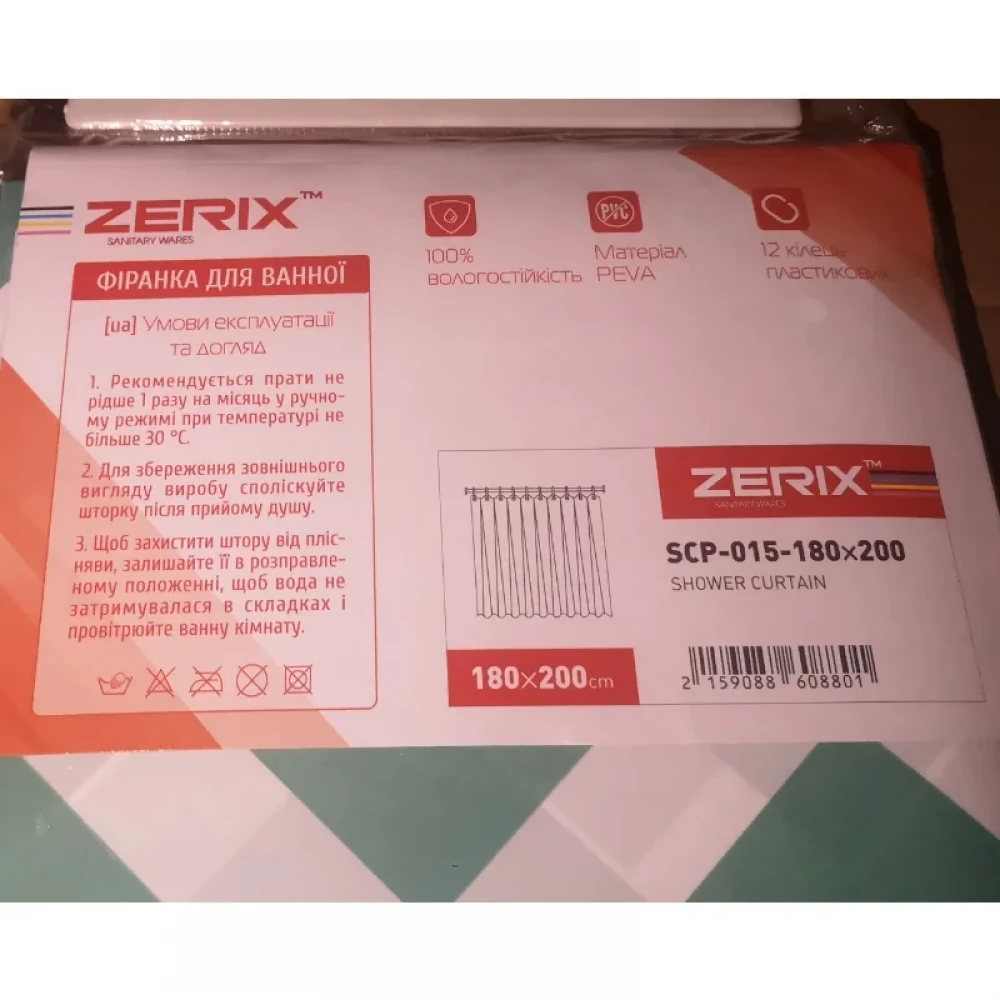 ZERIX™
SANITARY WARES
ФІРАНКА ДЛЯ ВАННОЇ
[ua] Умови експлуатації
та догляд
1. Рекомендується прати не
рідше 1 разу на місяць у ручно-
му режимі при температурі не
більше 30 °C.
2. Для збереження зовнішнього
вигляду виробу споліскуйте
шторку після прийому душу.
3. Щоб захистити штору від пліс-
няви, залишайте її в розправле-
ному положенні, щоб вода не
затримувалася в складках і
провітрюйте ванну кімнату.
100%
вологостійкість
PVC
Матеріал
PEVA
12 кілець
пластикових
ZERIX™
SANITARY WARES
SCP-015-180×200
SHOWER CURTAIN
180×200cm
2 159088 608801